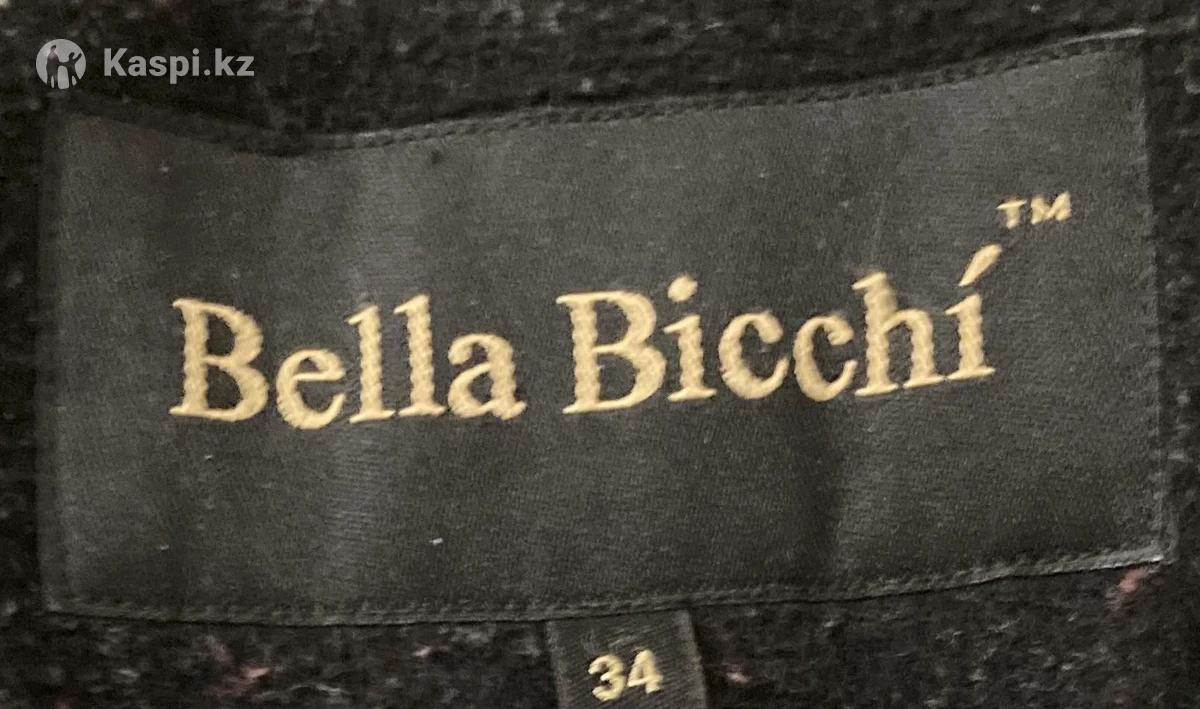 Kaspi.kz
Bella Bicchí™
34